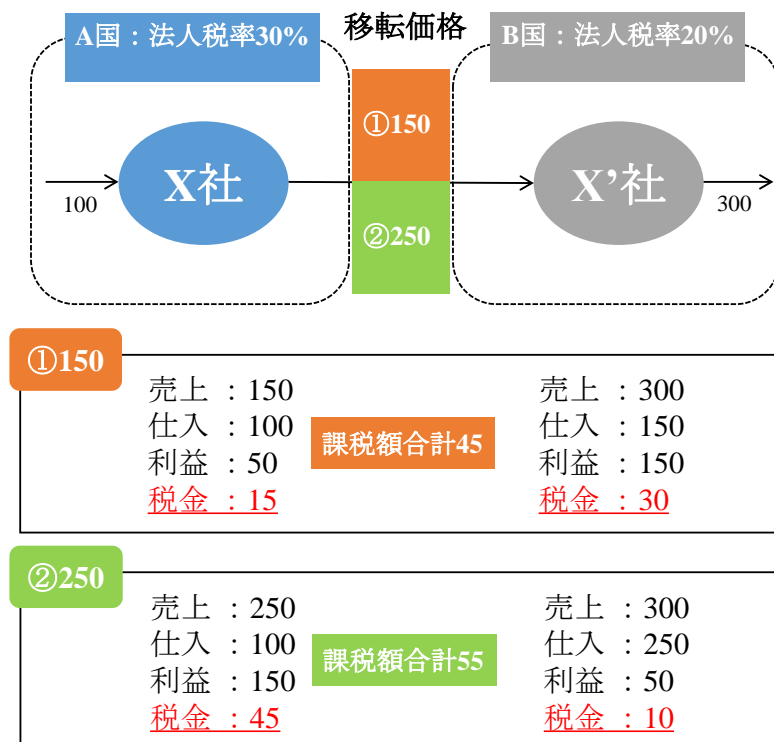 A国：法人税率30%
移転価格
B国：法人税率20%
①150
X社
X’社
100
300
②250
①150
売上 ：150
仕入 ：100
利益 ：50
税金 ：15
課税額合計45
売上 ：300
仕入 ：150
利益 ：150
税金 ：30
②250
売上 ：250
仕入 ：100
利益 ：150
税金 ：45
課税額合計55
売上 ：300
仕入 ：250
利益 ：50
税金 ：10